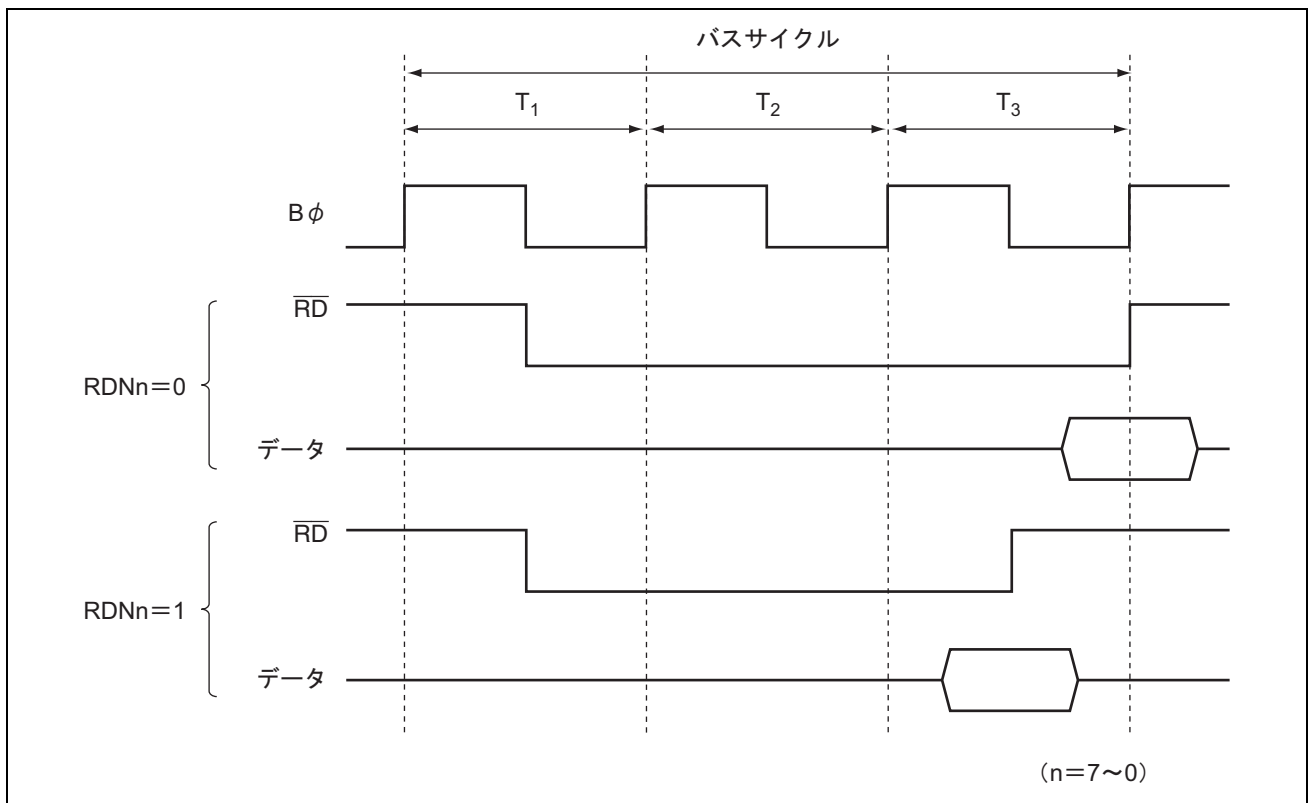 バスサイクル
T1 T2 T3
Bφ
RD
RDNn=0
データ
RD
RDNn=1
データ
(n=7~0)